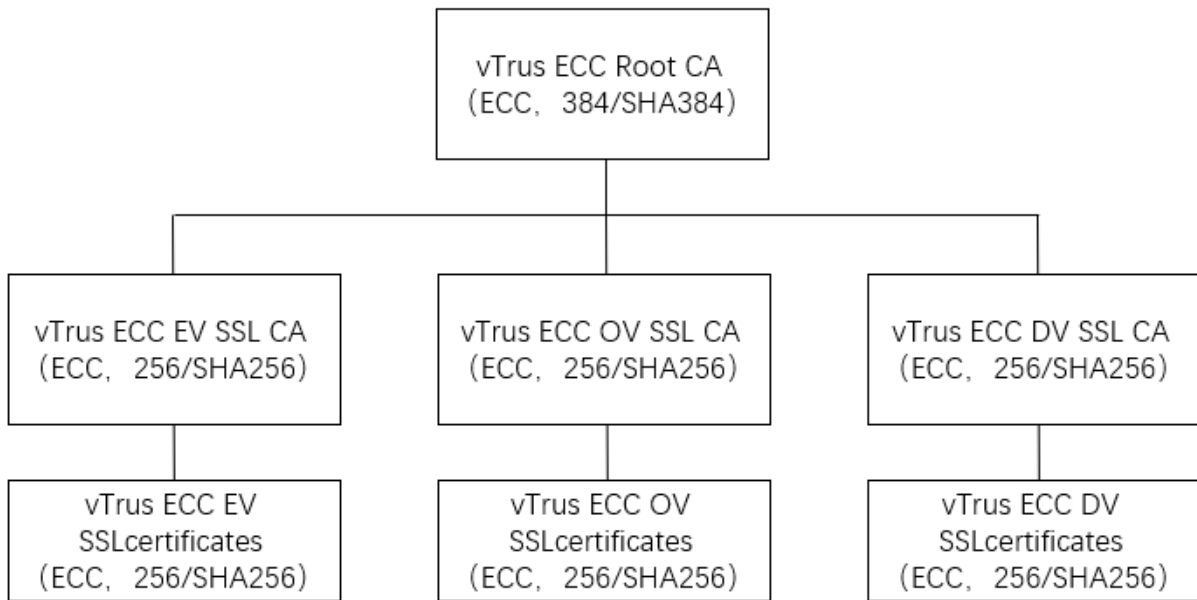 vTrus ECC Root CA
（ECC，384/SHA384）
vTrus ECC EV SSL CA
（ECC，256/SHA256）
vTrus ECC OV SSL CA
（ECC，256/SHA256）
vTrus ECC DV SSL CA
（ECC，256/SHA256）
vTrus ECC EV
SSLcertificates
（ECC，256/SHA256）
vTrus ECC OV
SSLcertificates
（ECC，256/SHA256）
vTrus ECC DV
SSLcertificates
（ECC，256/SHA256）